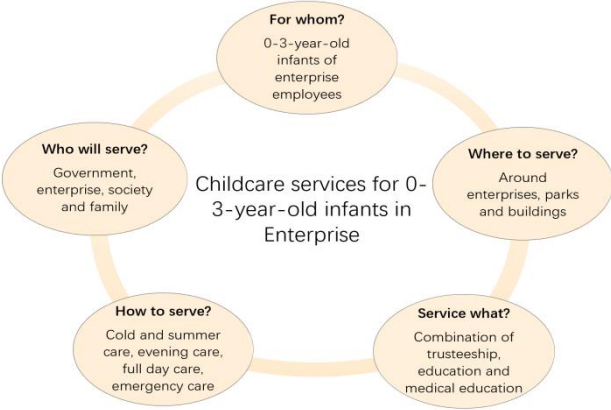 For whom?
0-3-year-old
infants of
enterprise
employees
Who will serve?
Government,
enterprise, society
and family
Where to serve?
Around
enterprises, parks
and buildings
Childcare services for 0-
3-year-old infants in
Enterprise
How to serve?
Cold and summer
care, evening care,
full day care,
emergency care
Service what?
Combination of
trusteeship,
education and
medical education